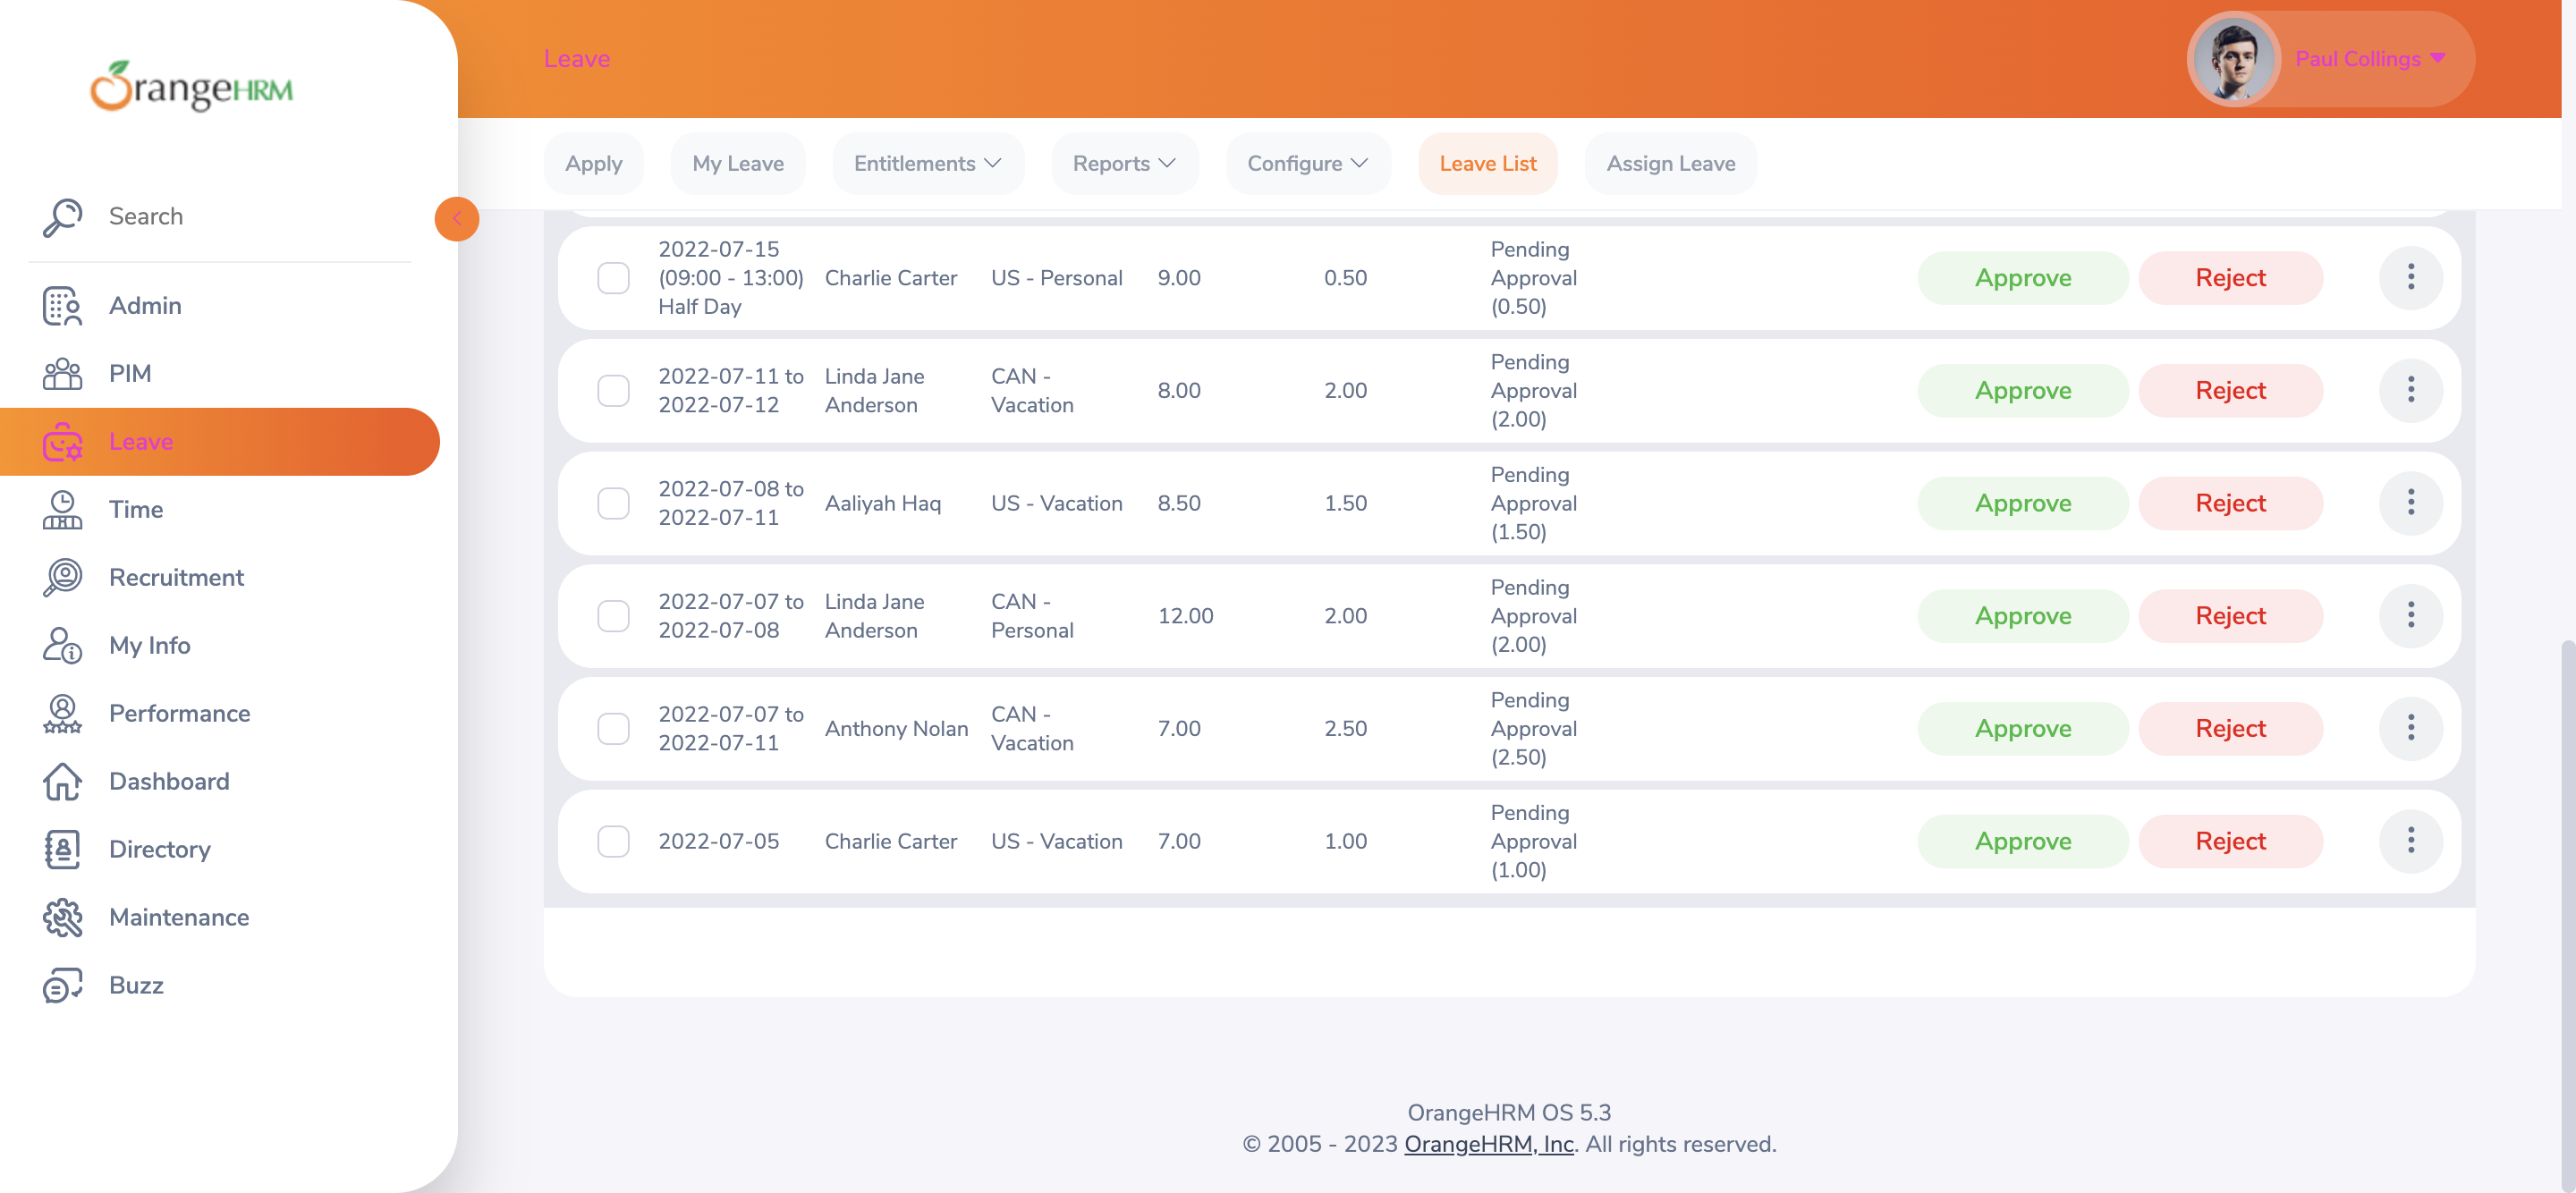 OrangeHRM
Search
Admin
PIM
Leave
Time
Recruitment
My Info
Performance
Dashboard
Directory
Maintenance
Buzz
Leave
Paul Collings
Apply
My Leave
Entitlements
Reports
Configure
Leave List
Assign Leave
2022-07-15
(09:00 - 13:00)
Half Day
Charlie Carter
US - Personal
9.00
0.50
Pending
Approval
(0.50)
Approve
Reject
2022-07-11 to
2022-07-12
Linda Jane
Anderson
CAN -
Vacation
8.00
2.00
Pending
Approval
(2.00)
Approve
Reject
2022-07-08 to
2022-07-11
Aaliyah Haq
US - Vacation
8.50
1.50
Pending
Approval
(1.50)
Approve
Reject
2022-07-07 to
2022-07-08
Linda Jane
Anderson
CAN -
Personal
12.00
2.00
Pending
Approval
(2.00)
Approve
Reject
2022-07-07 to
2022-07-11
Anthony Nolan
CAN -
Vacation
7.00
2.50
Pending
Approval
(2.50)
Approve
Reject
2022-07-05
Charlie Carter
US - Vacation
7.00
1.00
Pending
Approval
(1.00)
Approve
Reject
OrangeHRM OS 5.3
© 2005 - 2023 OrangeHRM, Inc. All rights reserved.